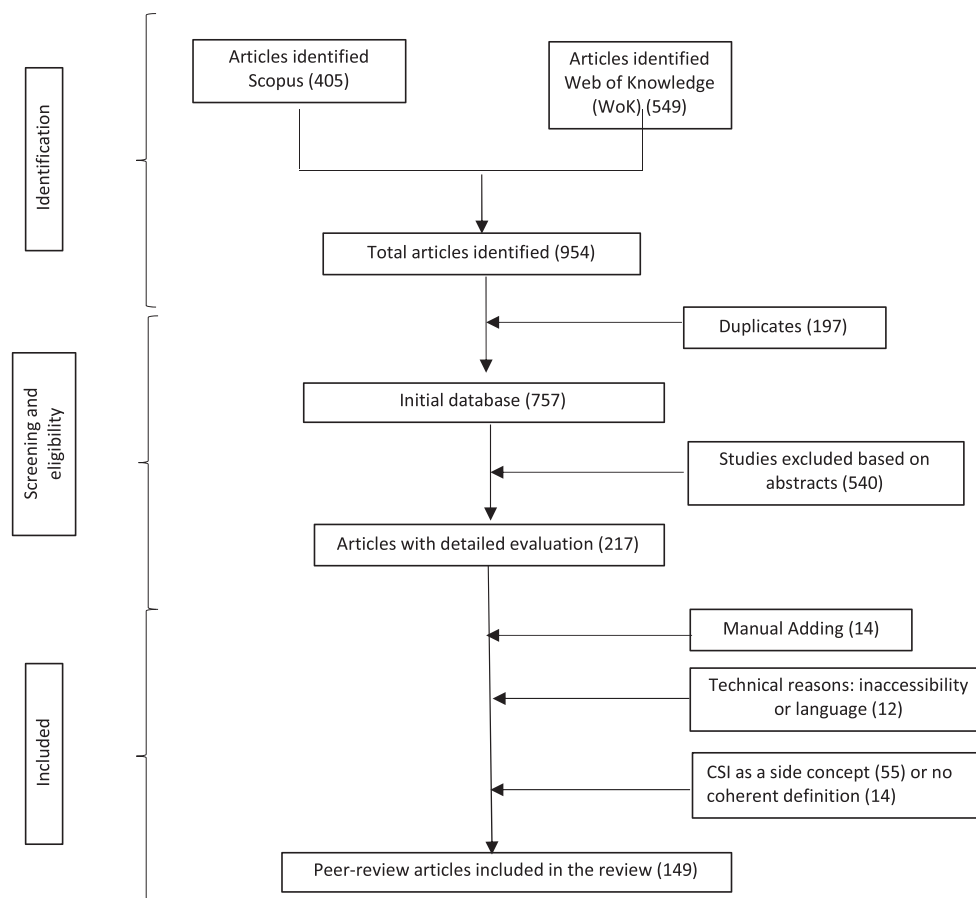 Identification
Articles identified
Scopus (405)
Articles identified
Web of Knowledge
(WoK) (549)
Total articles identified (954)
Duplicates (197)
Screening and
eligibility
Initial database (757)
Studies excluded based on
abstracts (540)
Articles with detailed evaluation (217)
Included
Manual Adding (14)
Technical reasons: inaccessibility
or language (12)
CSI as a side concept (55) or no
coherent definition (14)
Peer-review articles included in the review (149)